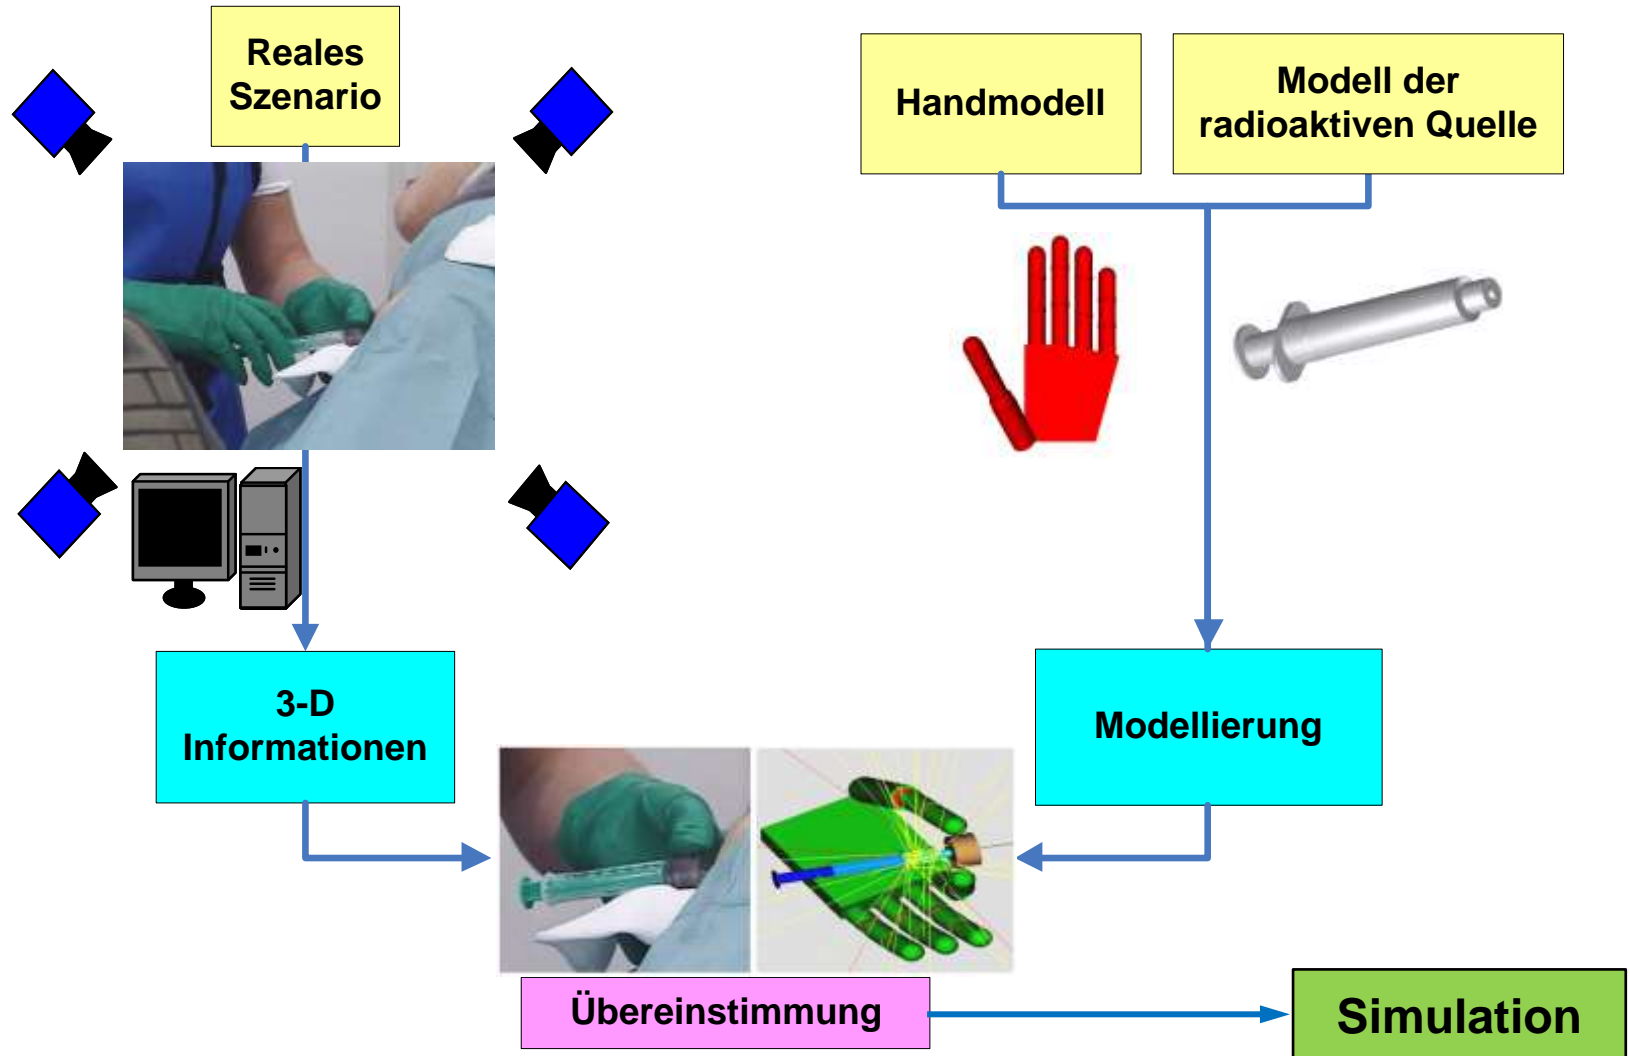 Reales
Szenario
Handmodell
Modell der
radioaktiven Quelle
3-D
Informationen
Modellierung
Übereinstimmung
Simulation